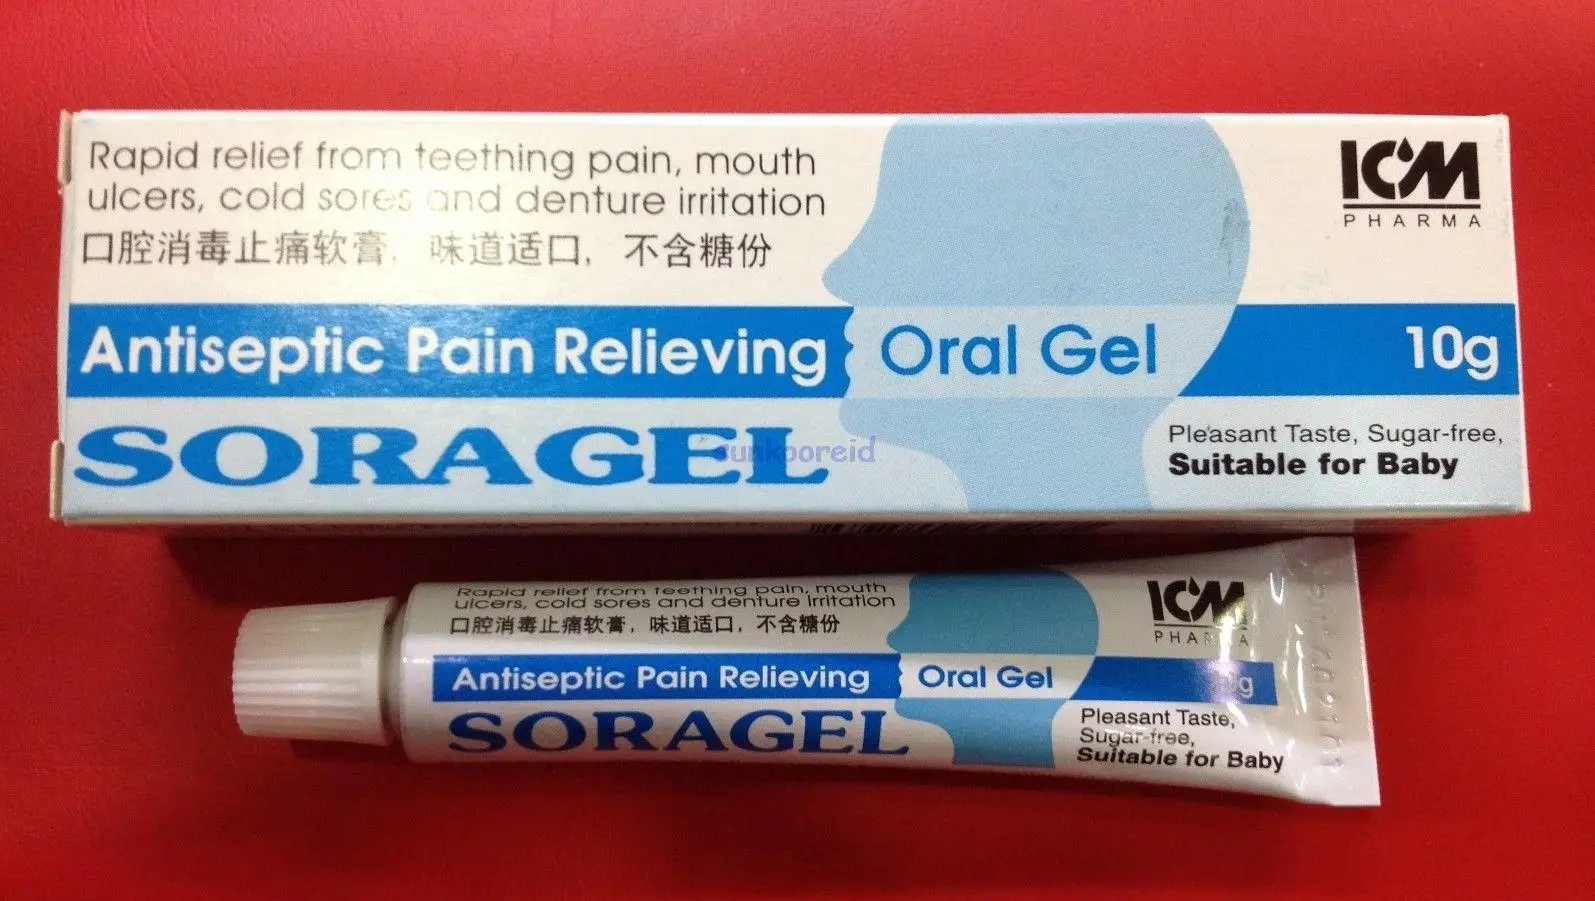 Rapid relief from teething pain, mouth
ulcers, cold sores and denture irritation
口腔消毒止痛软膏，味道适口，不含糖份
ICM
PHARMA
Antiseptic Pain Relieving Oral Gel 10g
SORAGEL
Pleasant Taste, Sugar-free,
Suitable for Baby
sunkooreid
Rapid relief from teething pain, mouth
ulcers, cold sores and denture irritation
口腔消毒止痛软膏，味道适口，不含糖份
ICM
PHARMA
Antiseptic Pain Relieving Oral Gel
SORAGEL
Pleasant Taste,
Sugar-free,
Suitable for Baby